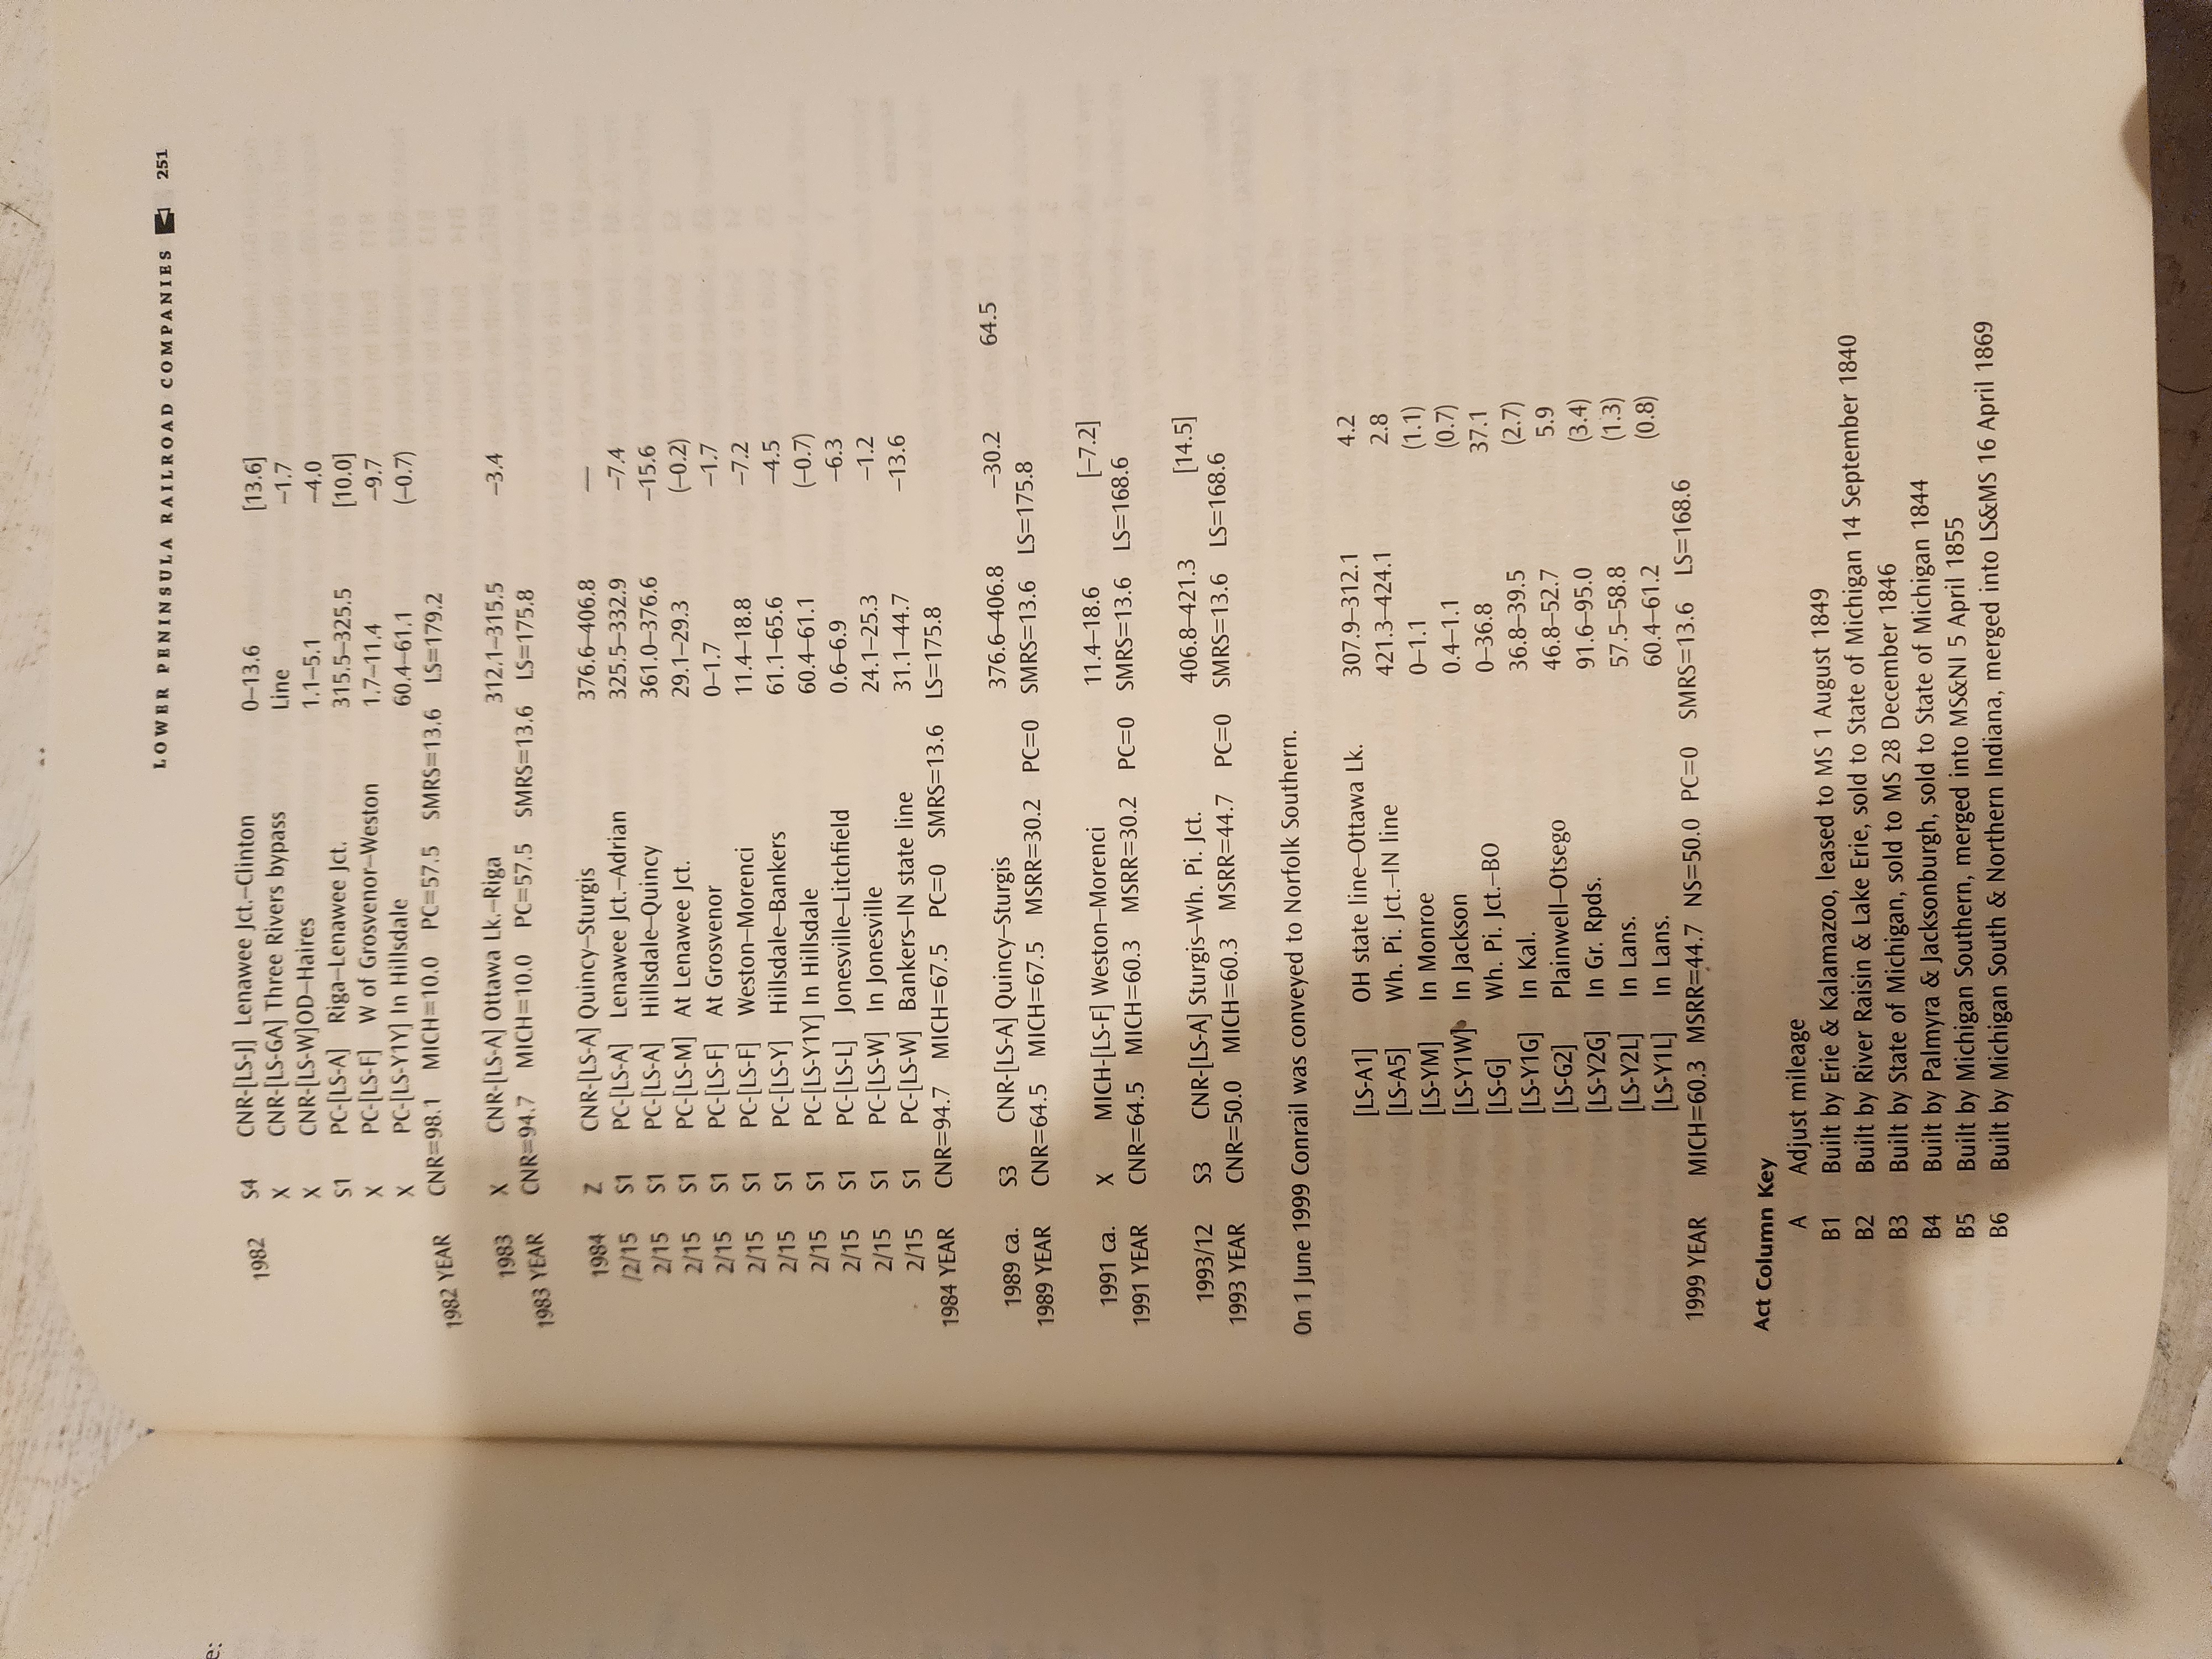 LOWER PENINSULA RAILROAD COMPANIES 251
1982 S4 CNR-[LS-J] Lenawee Jct.–Clinton 0–13.6 [13.6]
X CNR-[LS-GA] Three Rivers bypass Line –1.7
X CNR-[LS-W]OD–Haires 1.1–5.1 –4.0
S1 PC-[LS-A] Riga–Lenawee Jct. 315.5–325.5 [10.0]
X PC-[LS-F] W of Grosvenor–Weston 1.7–11.4 –9.7
X PC-[LS-Y1Y] In Hillsdale 60.4–61.1 (–0.7)
1982 YEAR CNR=98.1 MICH=10.0 PC=57.5 SMRS=13.6 LS=179.2
1983 X CNR-[LS-A] Ottawa Lk.–Riga 312.1–315.5 –3.4
1983 YEAR CNR=94.7 MICH=10.0 PC=57.5 SMRS=13.6 LS=175.8
1984 Z CNR-[LS-A] Quincy–Sturgis 376.6–406.8 —
/2/15 S1 PC-[LS-A] Lenawee Jct.–Adrian 325.5–332.9 –7.4
2/15 S1 PC-[LS-A] Hillsdale–Quincy 361.0–376.6 –15.6
2/15 S1 PC-[LS-M] At Lenawee Jct. 29.1–29.3 (–0.2)
2/15 S1 PC-[LS-F] At Grosvenor 0–1.7 –1.7
2/15 S1 PC-[LS-F] Weston–Morenci 11.4–18.8 –7.2
2/15 S1 PC-[LS-Y] Hillsdale–Bankers 61.1–65.6 –4.5
2/15 S1 PC-[LS-Y1Y] In Hillsdale 60.4–61.1 (–0.7)
2/15 S1 PC-[LS-L] Jonesville–Litchfield 0.6–6.9 –6.3
2/15 S1 PC-[LS-W] In Jonesville 24.1–25.3 –1.2
2/15 S1 PC-[LS-W] Bankers–IN state line 31.1–44.7 –13.6
1984 YEAR CNR=94.7 MICH=67.5 PC=0 SMRS=13.6 LS=175.8
1989 ca. S3 CNR-[LS-A] Quincy–Sturgis 376.6–406.8 –30.2 64.5
1989 YEAR CNR=64.5 MICH=67.5 MSRR=30.2 PC=0 SMRS=13.6 LS=175.8
1991 ca. X MICH-[LS-F] Weston–Morenci 11.4–18.6 [–7.2]
1991 YEAR CNR=64.5 MICH=60.3 MSRR=30.2 PC=0 SMRS=13.6 LS=168.6
1993/12 S3 CNR-[LS-A] Sturgis–Wh. Pi. Jct. 406.8–421.3 [14.5]
1993 YEAR CNR=50.0 MICH=60.3 MSRR=44.7 PC=0 SMRS=13.6 LS=168.6
On 1 June 1999 Conrail was conveyed to Norfolk Southern.
[LS-A1] OH state line–Ottawa Lk. 307.9–312.1 4.2
[LS-A5] Wh. Pi. Jct.–IN line 421.3–424.1 2.8
[LS-YM] In Monroe 0–1.1 (1.1)
[LS-Y1W] In Jackson 0.4–1.1 (0.7)
[LS-G] Wh. Pi. Jct.–BO 0–36.8 37.1
[LS-Y1G] In Kal. 36.8–39.5 (2.7)
[LS-G2] Plainwell–Otsego 46.8–52.7 5.9
[LS-Y2G] In Gr. Rpds. 91.6–95.0 (3.4)
[LS-Y2L] In Lans. 57.5–58.8 (1.3)
[LS-Y1L] In Lans. 60.4–61.2 (0.8)
1999 YEAR MICH=60.3 MSRR=44.7 NS=50.0 PC=0 SMRS=13.6 LS=168.6
Act Column Key
A Adjust mileage
B1 Built by Erie & Kalamazoo, leased to MS 1 August 1849
B2 Built by River Raisin & Lake Erie, sold to State of Michigan 14 September 1840
B3 Built by State of Michigan, sold to MS 28 December 1846
B4 Built by Palmyra & Jacksonburgh, sold to State of Michigan 1844
B5 Built by Michigan Southern, merged into MS&NI 5 April 1855
B6 Built by Michigan South & Northern Indiana, merged into LS&MS 16 April 1869